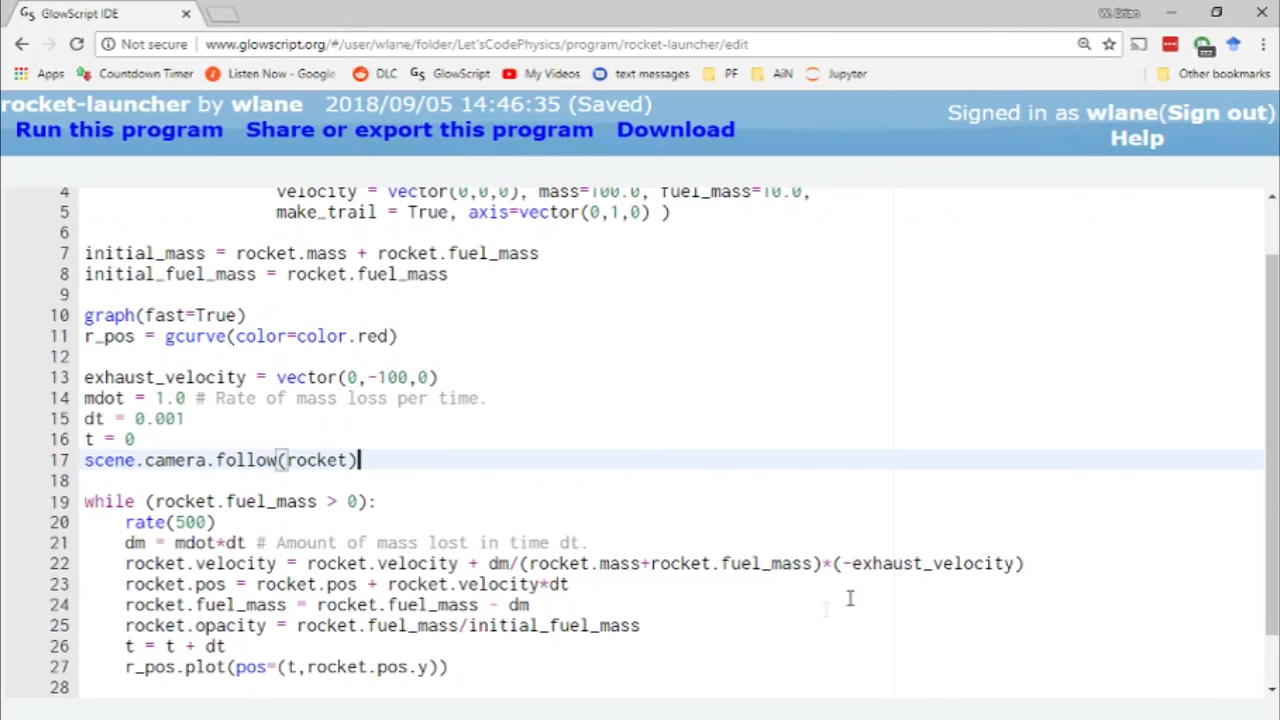 GlowScript IDE
Not secure www.glowscript.org/#/user/wlane/folder/Let'sCodePhysics/program/rocket-launcher/edit
Apps Countdown Timer Listen Now - Google DLC GlowScript My Videos text messages PF AiN Jupyter Other bookmarks
rocket-launcher by wlane 2018/09/05 14:46:35 (Saved) Signed in as wlane(Sign out)
Run this program Share or export this program Download Help
4 velocity = vector(0,0,0), mass=100.0, fuel_mass=10.0,
5 make_trail = True, axis=vector(0,1,0) )
6
7 initial_mass = rocket.mass + rocket.fuel_mass
8 initial_fuel_mass = rocket.fuel_mass
9
10 graph(fast=True)
11 r_pos = gcurve(color=color.red)
12
13 exhaust_velocity = vector(0,-100,0)
14 mdot = 1.0 # Rate of mass loss per time.
15 dt = 0.001
16 t = 0
17 scene.camera.follow(rocket)
18
19 while (rocket.fuel_mass > 0):
20 rate(500)
21 dm = mdot*dt # Amount of mass lost in time dt.
22 rocket.velocity = rocket.velocity + dm/(rocket.mass+rocket.fuel_mass)*(-exhaust_velocity)
23 rocket.pos = rocket.pos + rocket.velocity*dt
24 rocket.fuel_mass = rocket.fuel_mass - dm
25 rocket.opacity = rocket.fuel_mass/initial_fuel_mass
26 t = t + dt
27 r_pos.plot(pos=(t,rocket.pos.y))
28